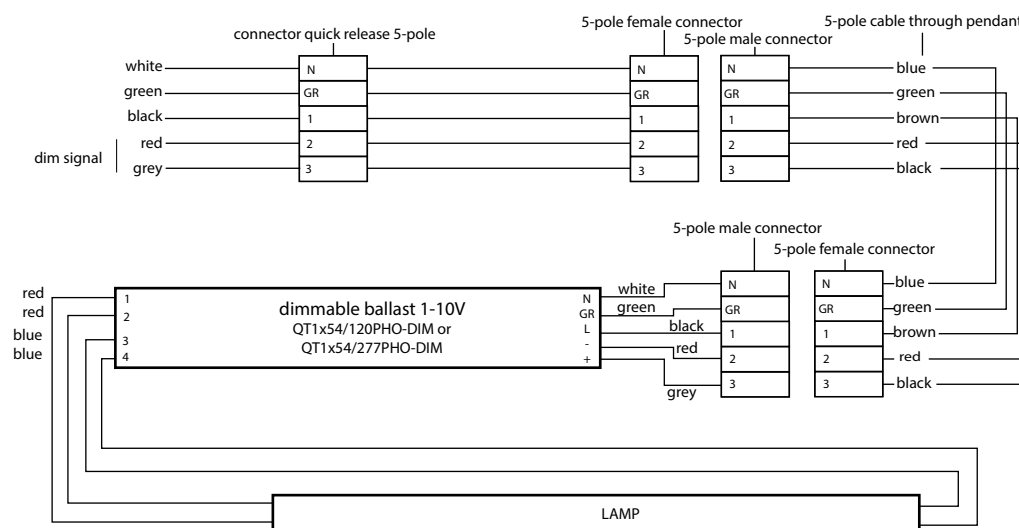 5-pole female connector
5-pole cable through pendant
connector quick release 5-pole
5-pole male connector
white
N
N
N
blue
green
GR
GR
GR
green
black
1
1
1
brown
dim signal
red
2
2
2
red
grey
3
3
3
black
5-pole male connector
5-pole female connector
red
red
blue
blue
1
2
3
4
dimmable ballast 1-10V
QT1x54/120PHO-DIM or
QT1x54/277PHO-DIM
N
GR
L
-
+
white
green
black
red
grey
N
GR
1
2
3
N
GR
1
2
3
blue
green
brown
red
black
LAMP